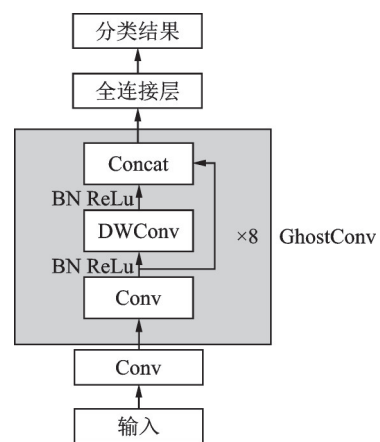 分类结果
全连接层
Concat
BN ReLu
DWConv
×8 GhostConv
BN ReLu
Conv
Conv
输入